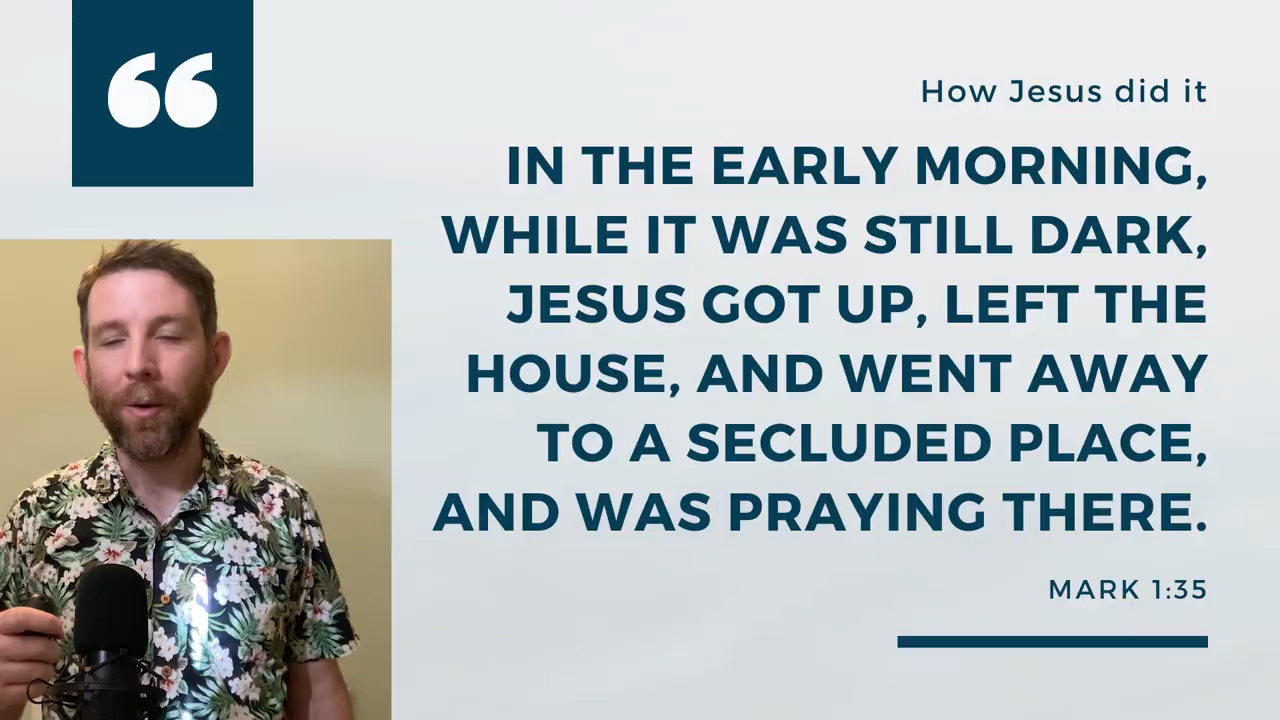 How Jesus did it
IN THE EARLY MORNING,
WHILE IT WAS STILL DARK,
JESUS GOT UP, LEFT THE
HOUSE, AND WENT AWAY
TO A SECLUDED PLACE,
AND WAS PRAYING THERE.
MARK 1:35